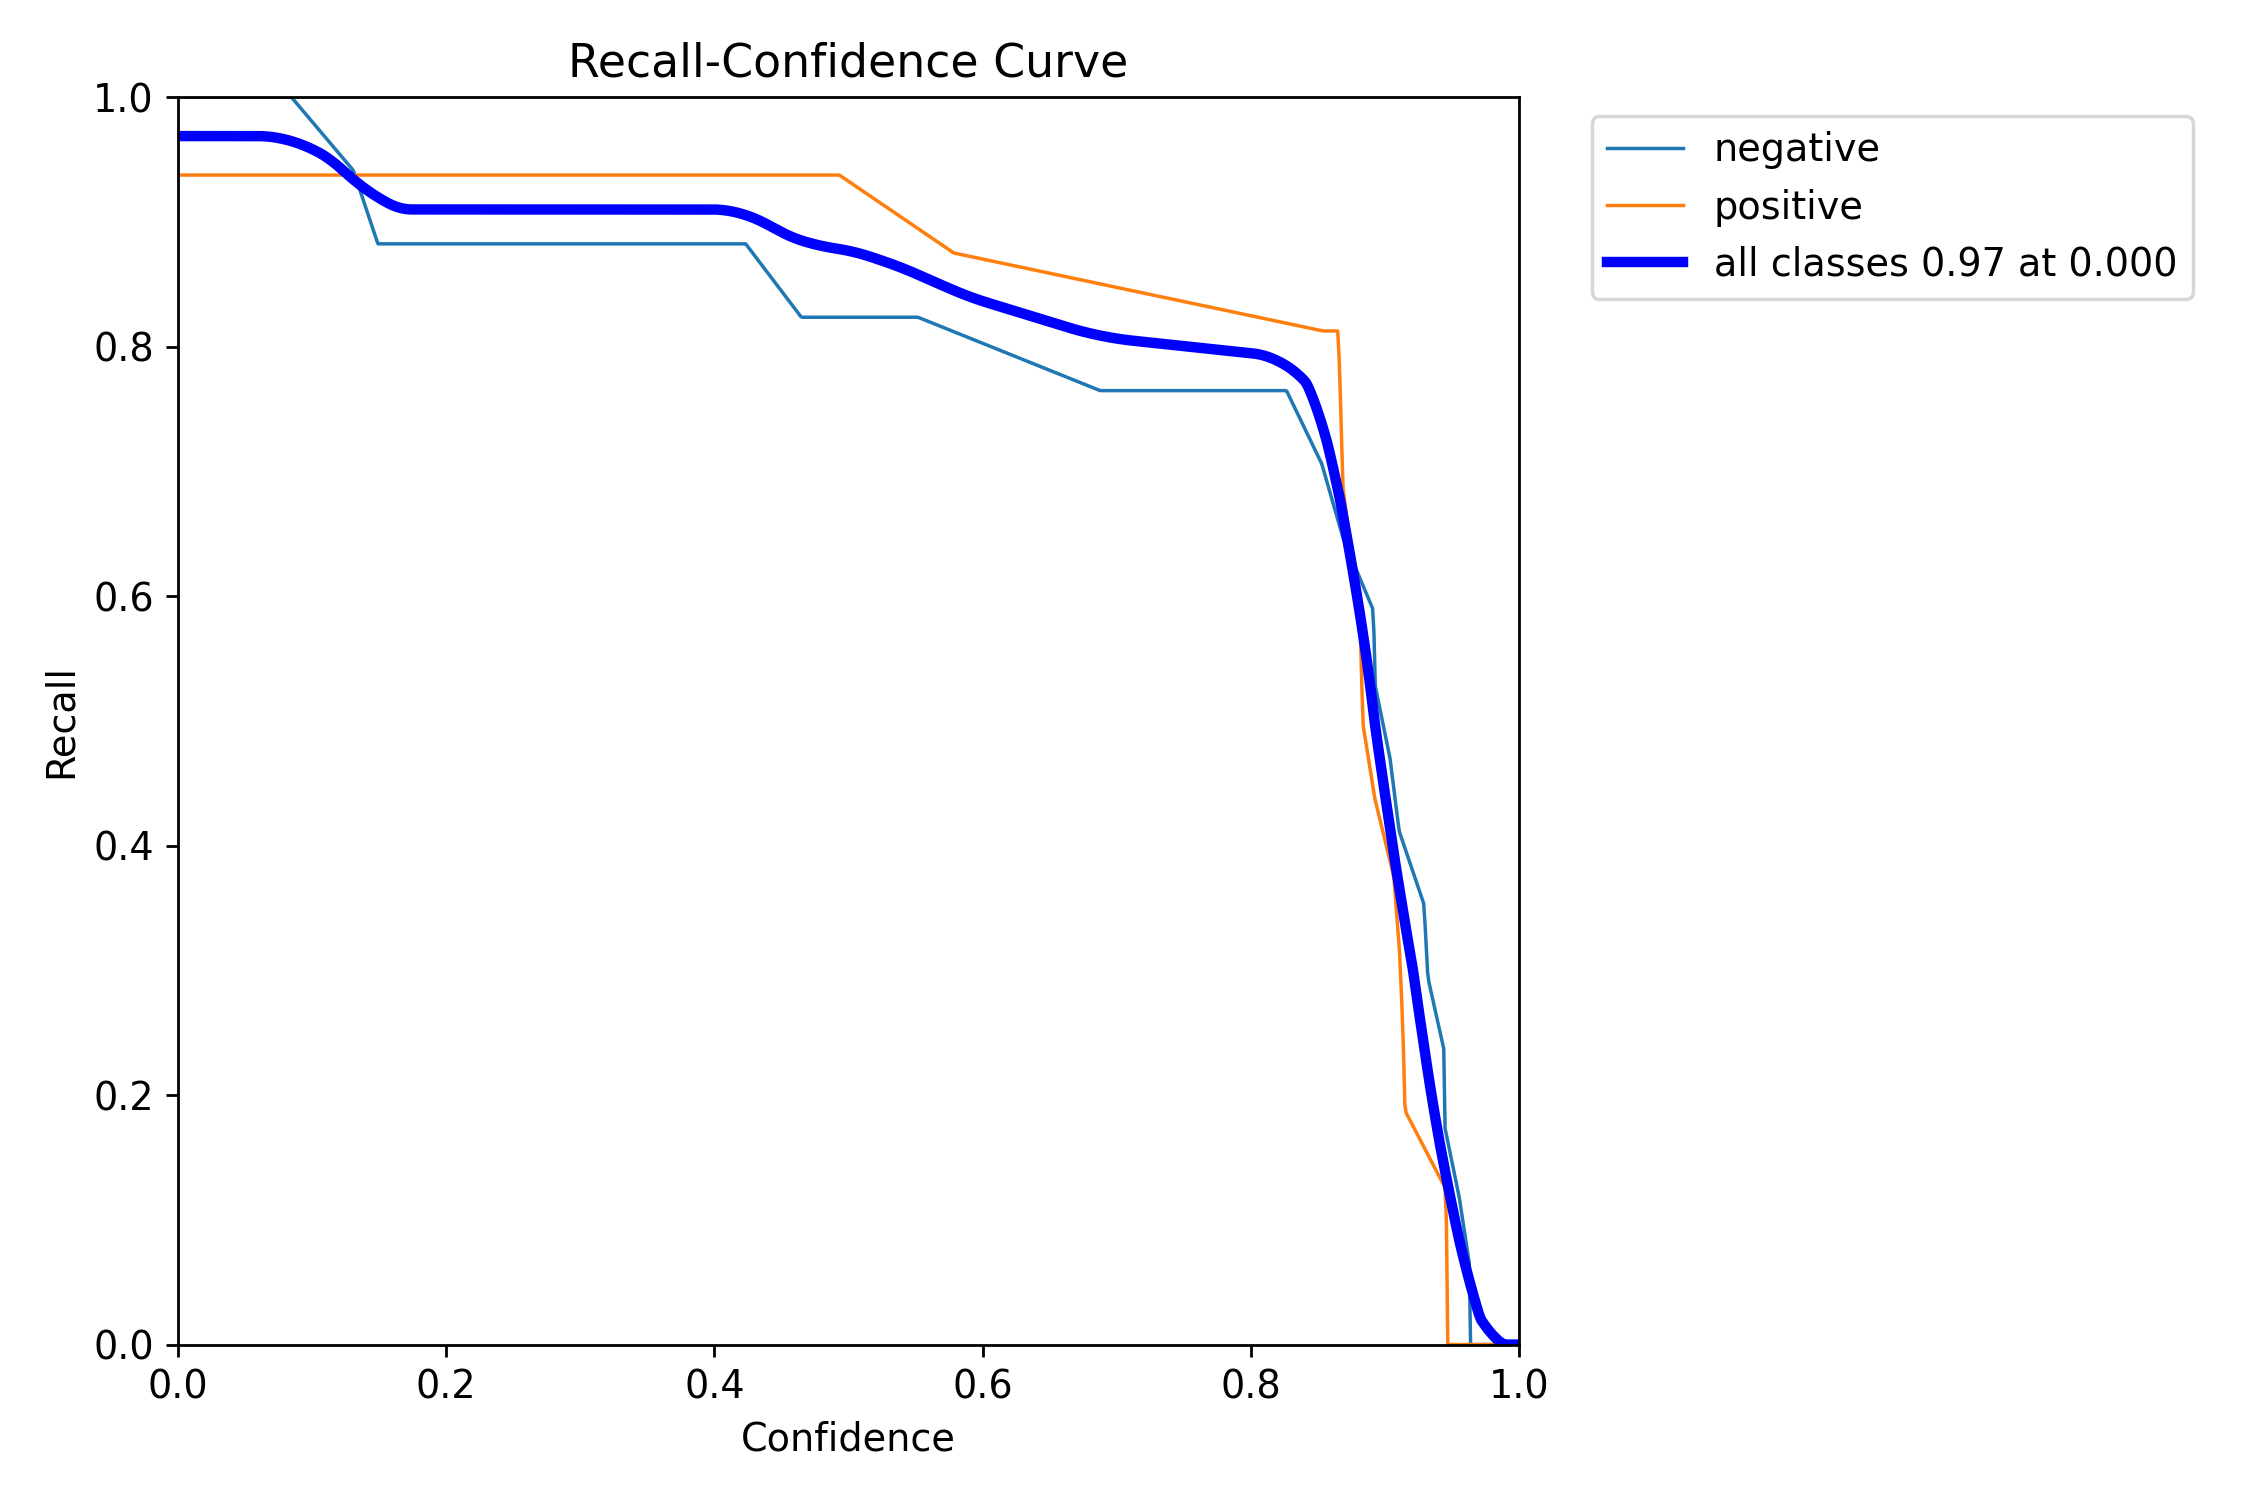 Recall-Confidence Curve
1.0
0.8
0.6
0.4
0.2
0.0
Recall
0.0 0.2 0.4 0.6 0.8 1.0
Confidence
negative
positive
all classes 0.97 at 0.000